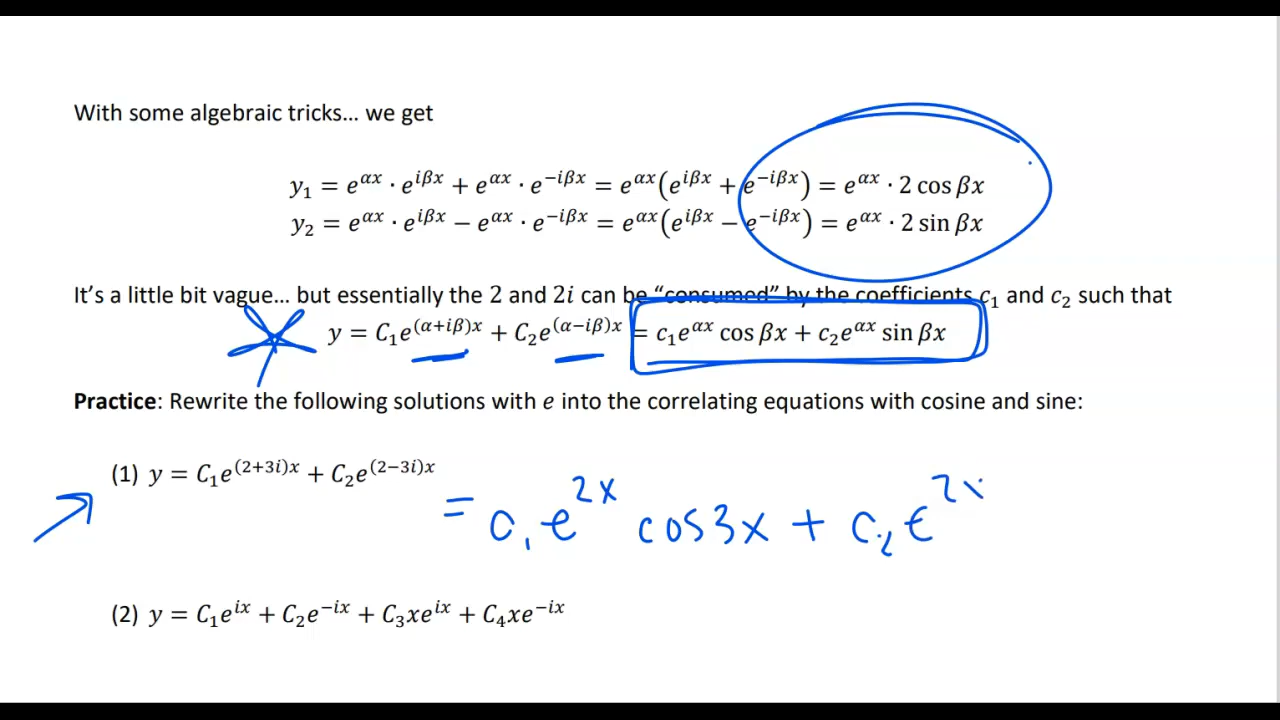 With some algebraic tricks... we get
y₁ = e^{αx} · e^{iβx} + e^{αx} · e^{−iβx} = e^{αx}(e^{iβx} + e^{−iβx}) = e^{αx} · 2 cos βx
y₂ = e^{αx} · e^{iβx} − e^{αx} · e^{−iβx} = e^{αx}(e^{iβx} − e^{−iβx}) = e^{αx} · 2 sin βx
It's a little bit vague... but essentially the 2 and 2i can be “consumed” by the coefficients c₁ and c₂ such that
y = C₁e^{(α+iβ)x} + C₂e^{(α−iβ)x} = c₁e^{αx} cos βx + c₂e^{αx} sin βx
Practice: Rewrite the following solutions with e into the correlating equations with cosine and sine:
(1) y = C₁e^{(2+3i)x} + C₂e^{(2−3i)x}
= c₁ e^{2x} cos3x + c₂ e^{2x}
(2) y = C₁e^{ix} + C₂e^{−ix} + C₃xe^{ix} + C₄xe^{−ix}